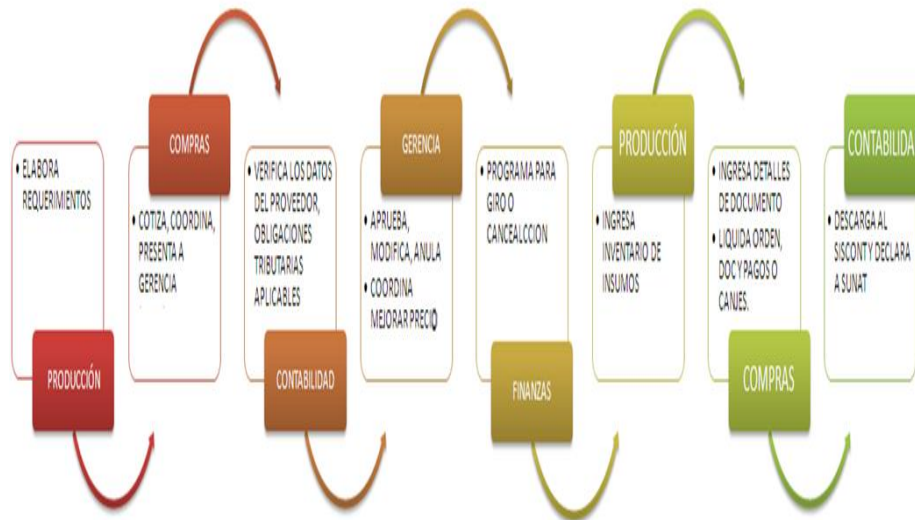 • ELABORA
REQUERIMIENTOS
PRODUCCIÓN
COMPRAS
• COTIZA, COORDINA,
PRESENTA A
GERENCIA
• VERIFICA LOS DATOS
DEL PROVEEDOR,
OBLIGACIONES
TRIBUTARIAS
APLICABLES
CONTABILIDAD
GERENCIA
• APRUEBA,
MODIFICA, ANULA
• COORDINA
MEJORAR PRECIO
• PROGRAMA PARA
GIRO O
CANCEALCCION
FINANZAS
PRODUCCIÓN
• INGRESA
INVENTARIO DE
INSUMOS
• INGRESA DETALLES
DE DOCUMENTO
• LIQUIDA ORDEN,
DOC Y PAGOS O
CANJES.
COMPRAS
CONTABILIDA
• DESCARGA AL
SISCONT Y DECLARA
A SUNAT